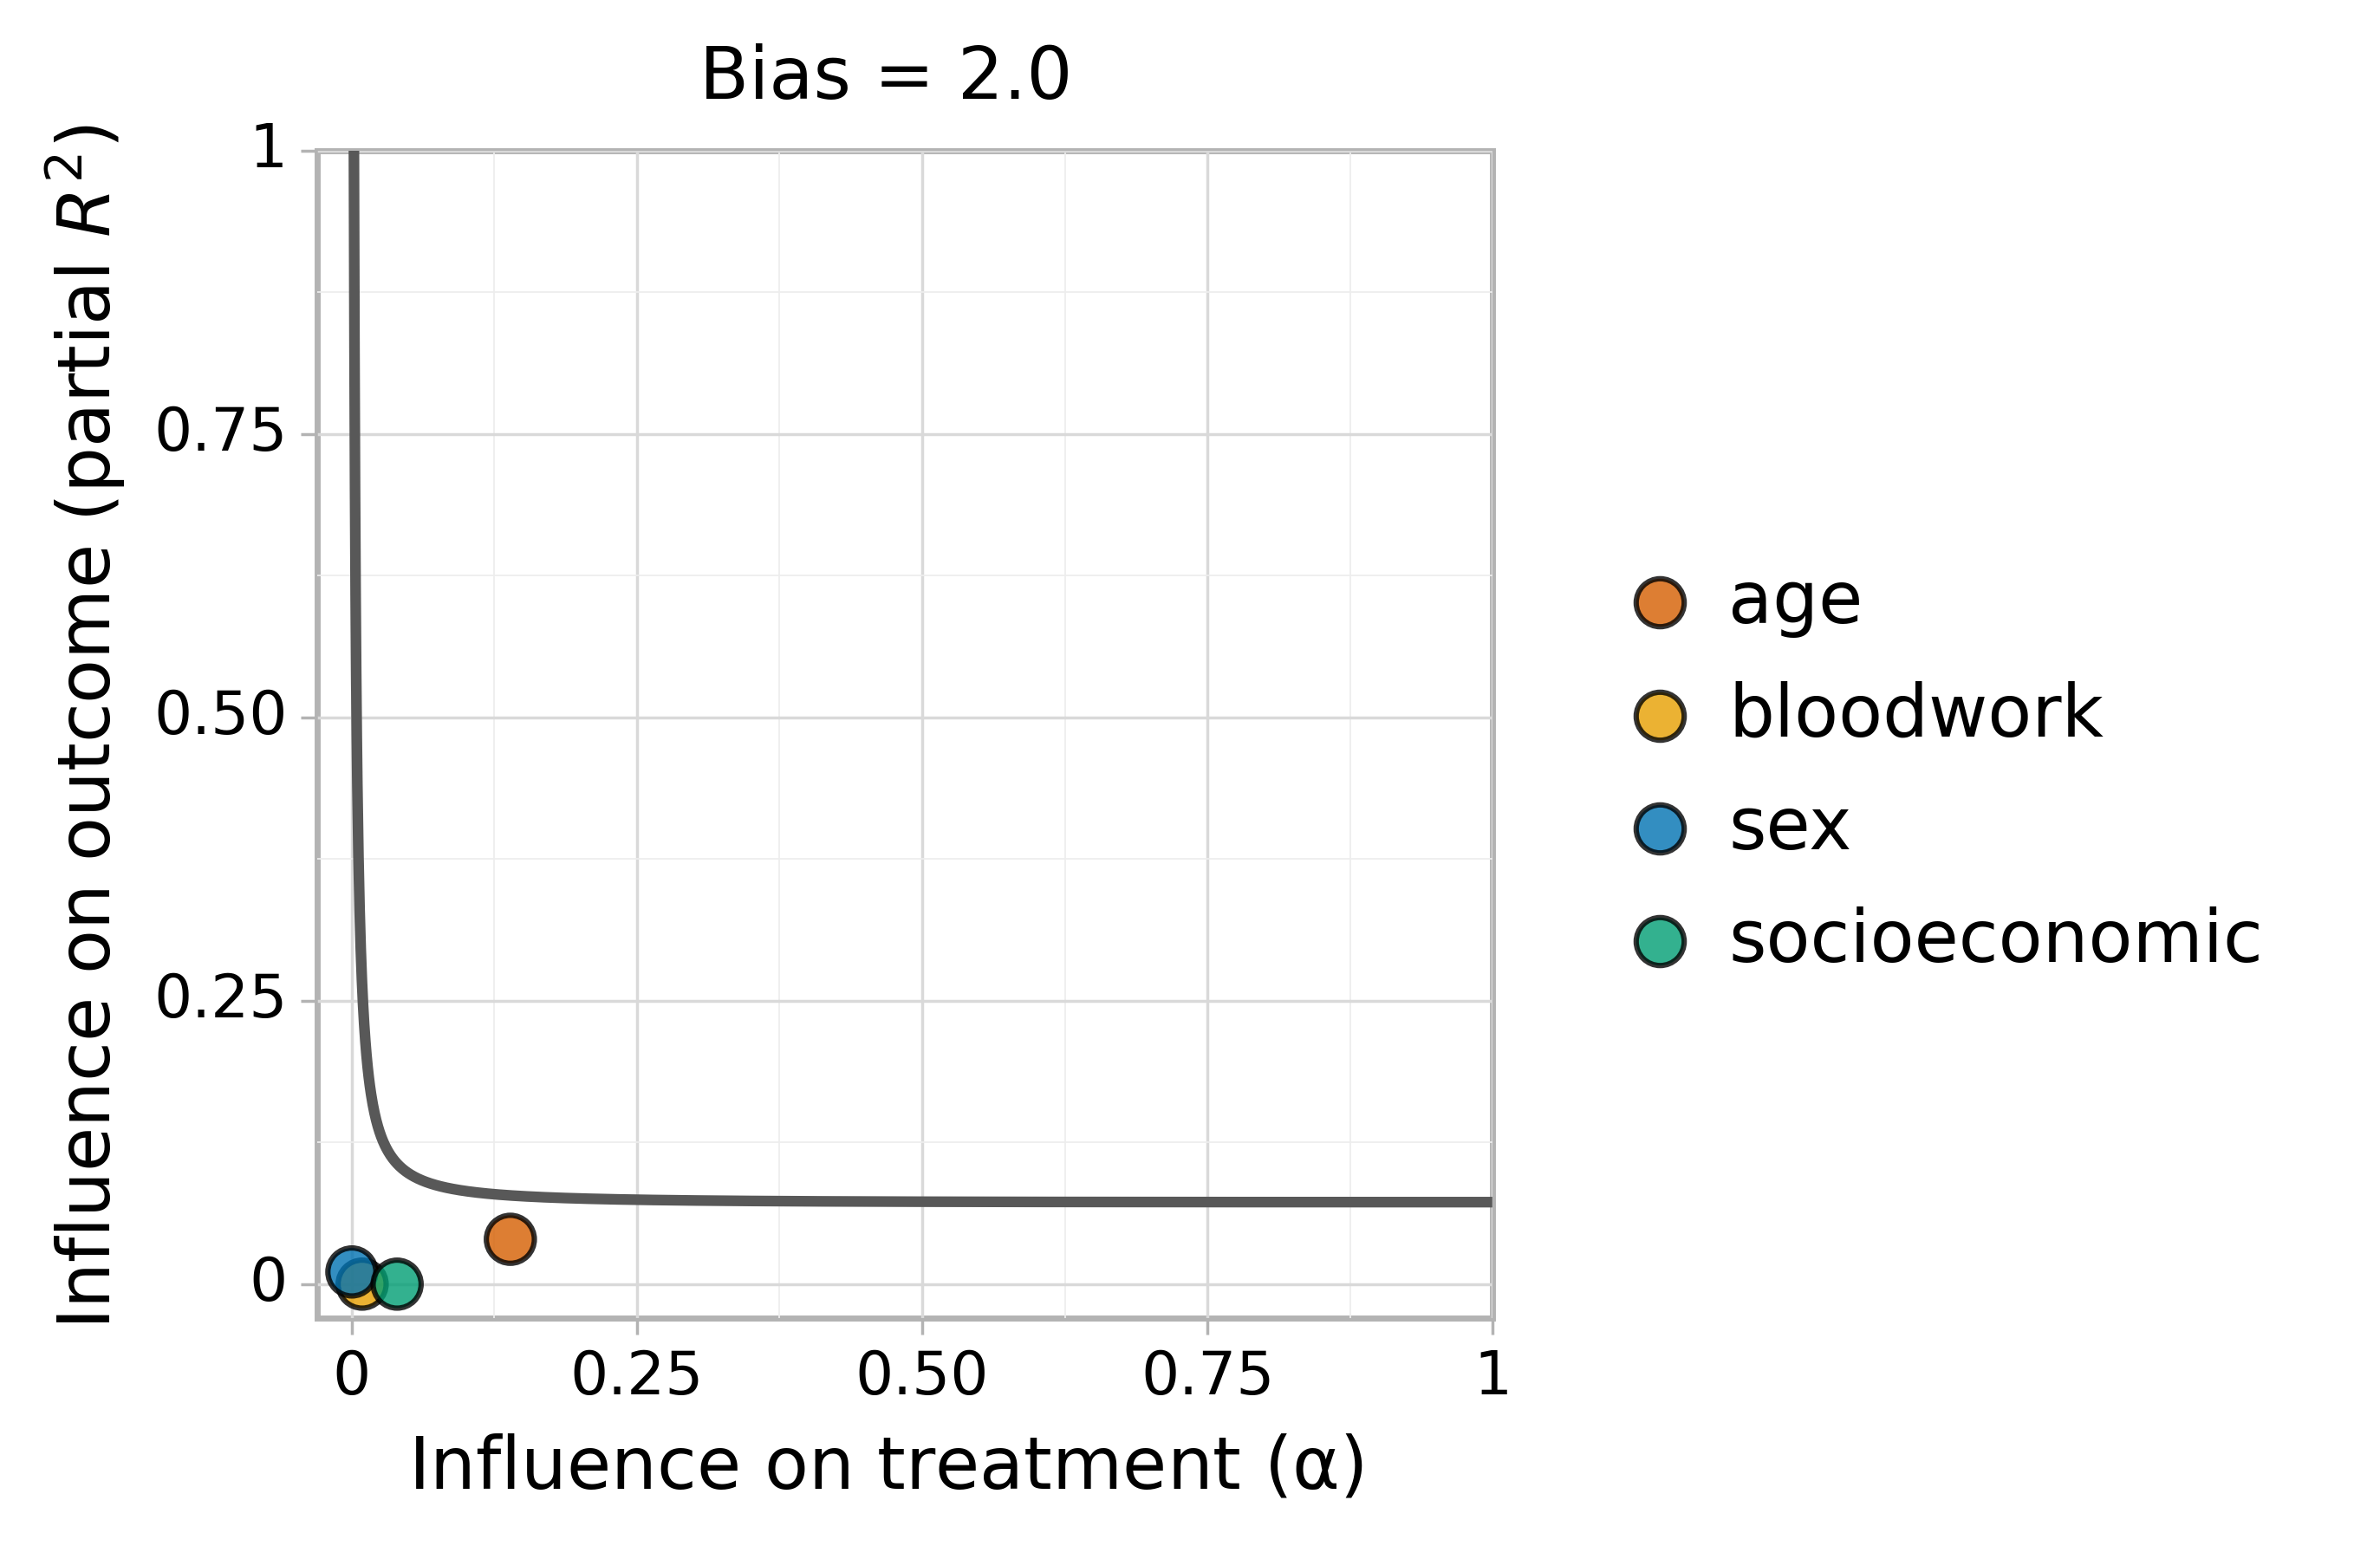 Bias = 2.0
Influence on outcome (partial R²)
1
0.75
0.50
0.25
0
0
0.25
0.50
0.75
1
Influence on treatment (α)
age
bloodwork
sex
socioeconomic